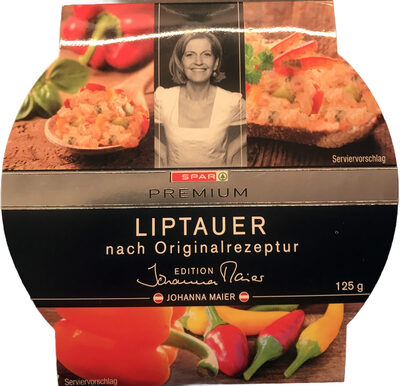 Serviervorschlag
SPAR
PREMIUM
LIPTAUER
nach Originalrezeptur
EDITION
Johanna Maier
125 g
JOHANNA MAIER
Serviervorschlag